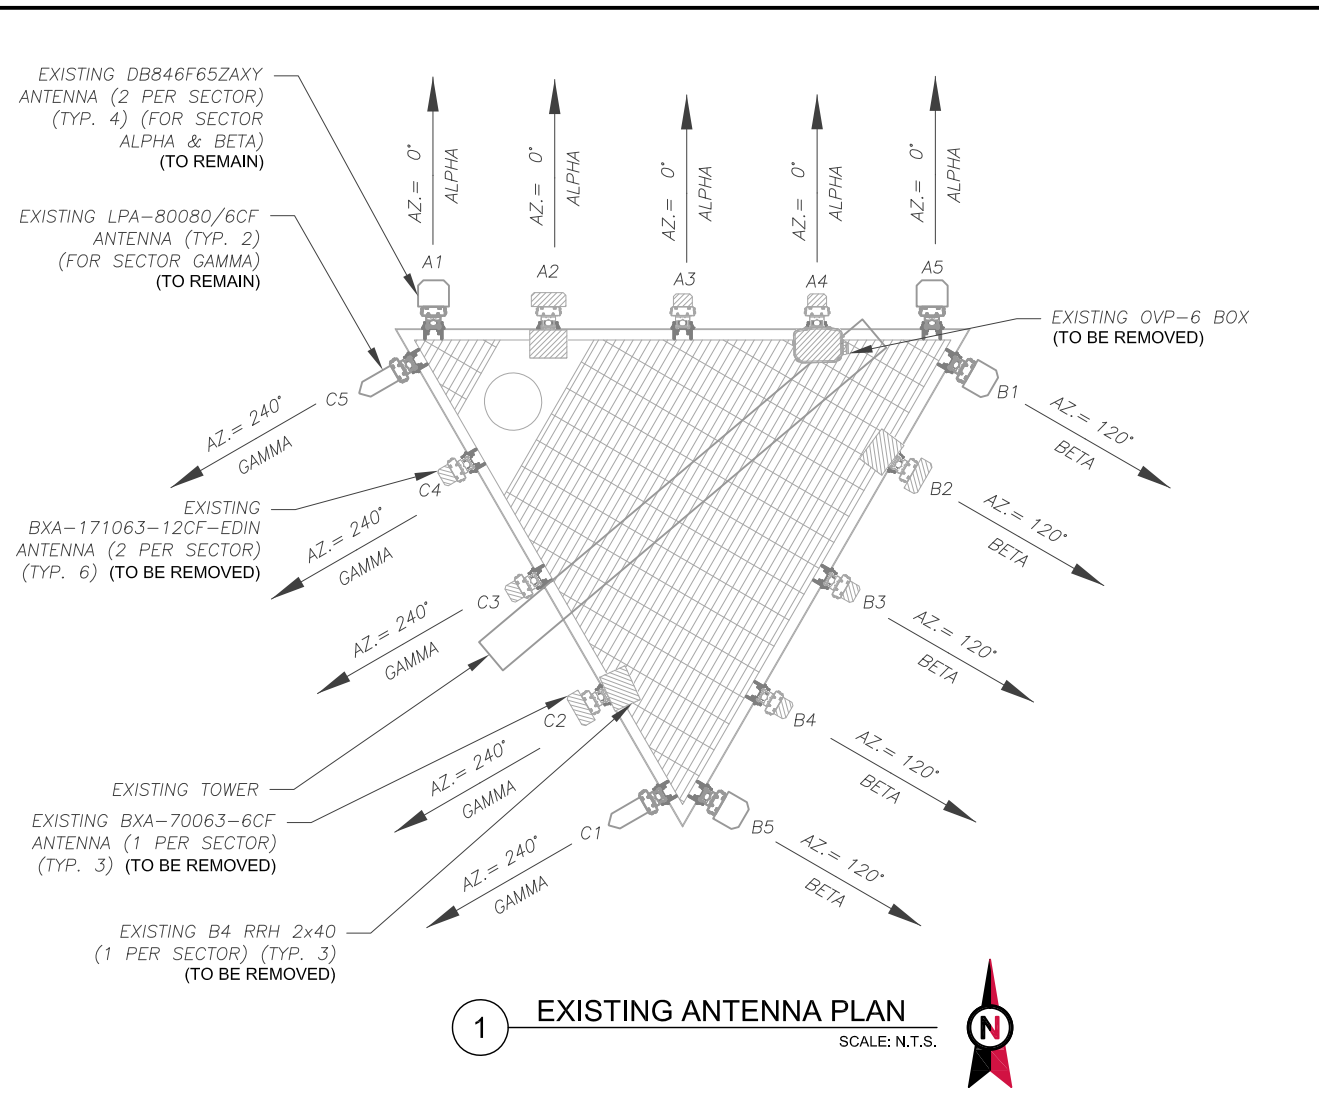 EXISTING DB846F65ZAXY
ANTENNA (2 PER SECTOR)
(TYP. 4) (FOR SECTOR
ALPHA & BETA)
(TO REMAIN)
EXISTING LPA-80080/6CF
ANTENNA (TYP. 2)
(FOR SECTOR GAMMA)
(TO REMAIN)
AZ.= 0°
ALPHA
AZ.= 0°
ALPHA
AZ.= 0°
ALPHA
AZ.= 0°
ALPHA
AZ.= 0°
ALPHA
A1
A2
A3
A4
A5
EXISTING OVP-6 BOX
(TO BE REMOVED)
B1
AZ.= 120°
BETA
B2
AZ.= 120°
BETA
B3
AZ.= 120°
BETA
B4
AZ.= 120°
BETA
B5
AZ.= 120°
BETA
C5
AZ.= 240°
GAMMA
C4
AZ.= 240°
GAMMA
C3
AZ.= 240°
GAMMA
C2
AZ.= 240°
GAMMA
C1
AZ.= 240°
GAMMA
EXISTING
BXA-171063-12CF-EDIN
ANTENNA (2 PER SECTOR)
(TYP. 6) (TO BE REMOVED)
EXISTING TOWER
EXISTING BXA-70063-6CF
ANTENNA (1 PER SECTOR)
(TYP. 3) (TO BE REMOVED)
EXISTING B4 RRH 2x40
(1 PER SECTOR) (TYP. 3)
(TO BE REMOVED)
1 EXISTING ANTENNA PLAN
SCALE: N.T.S.
N